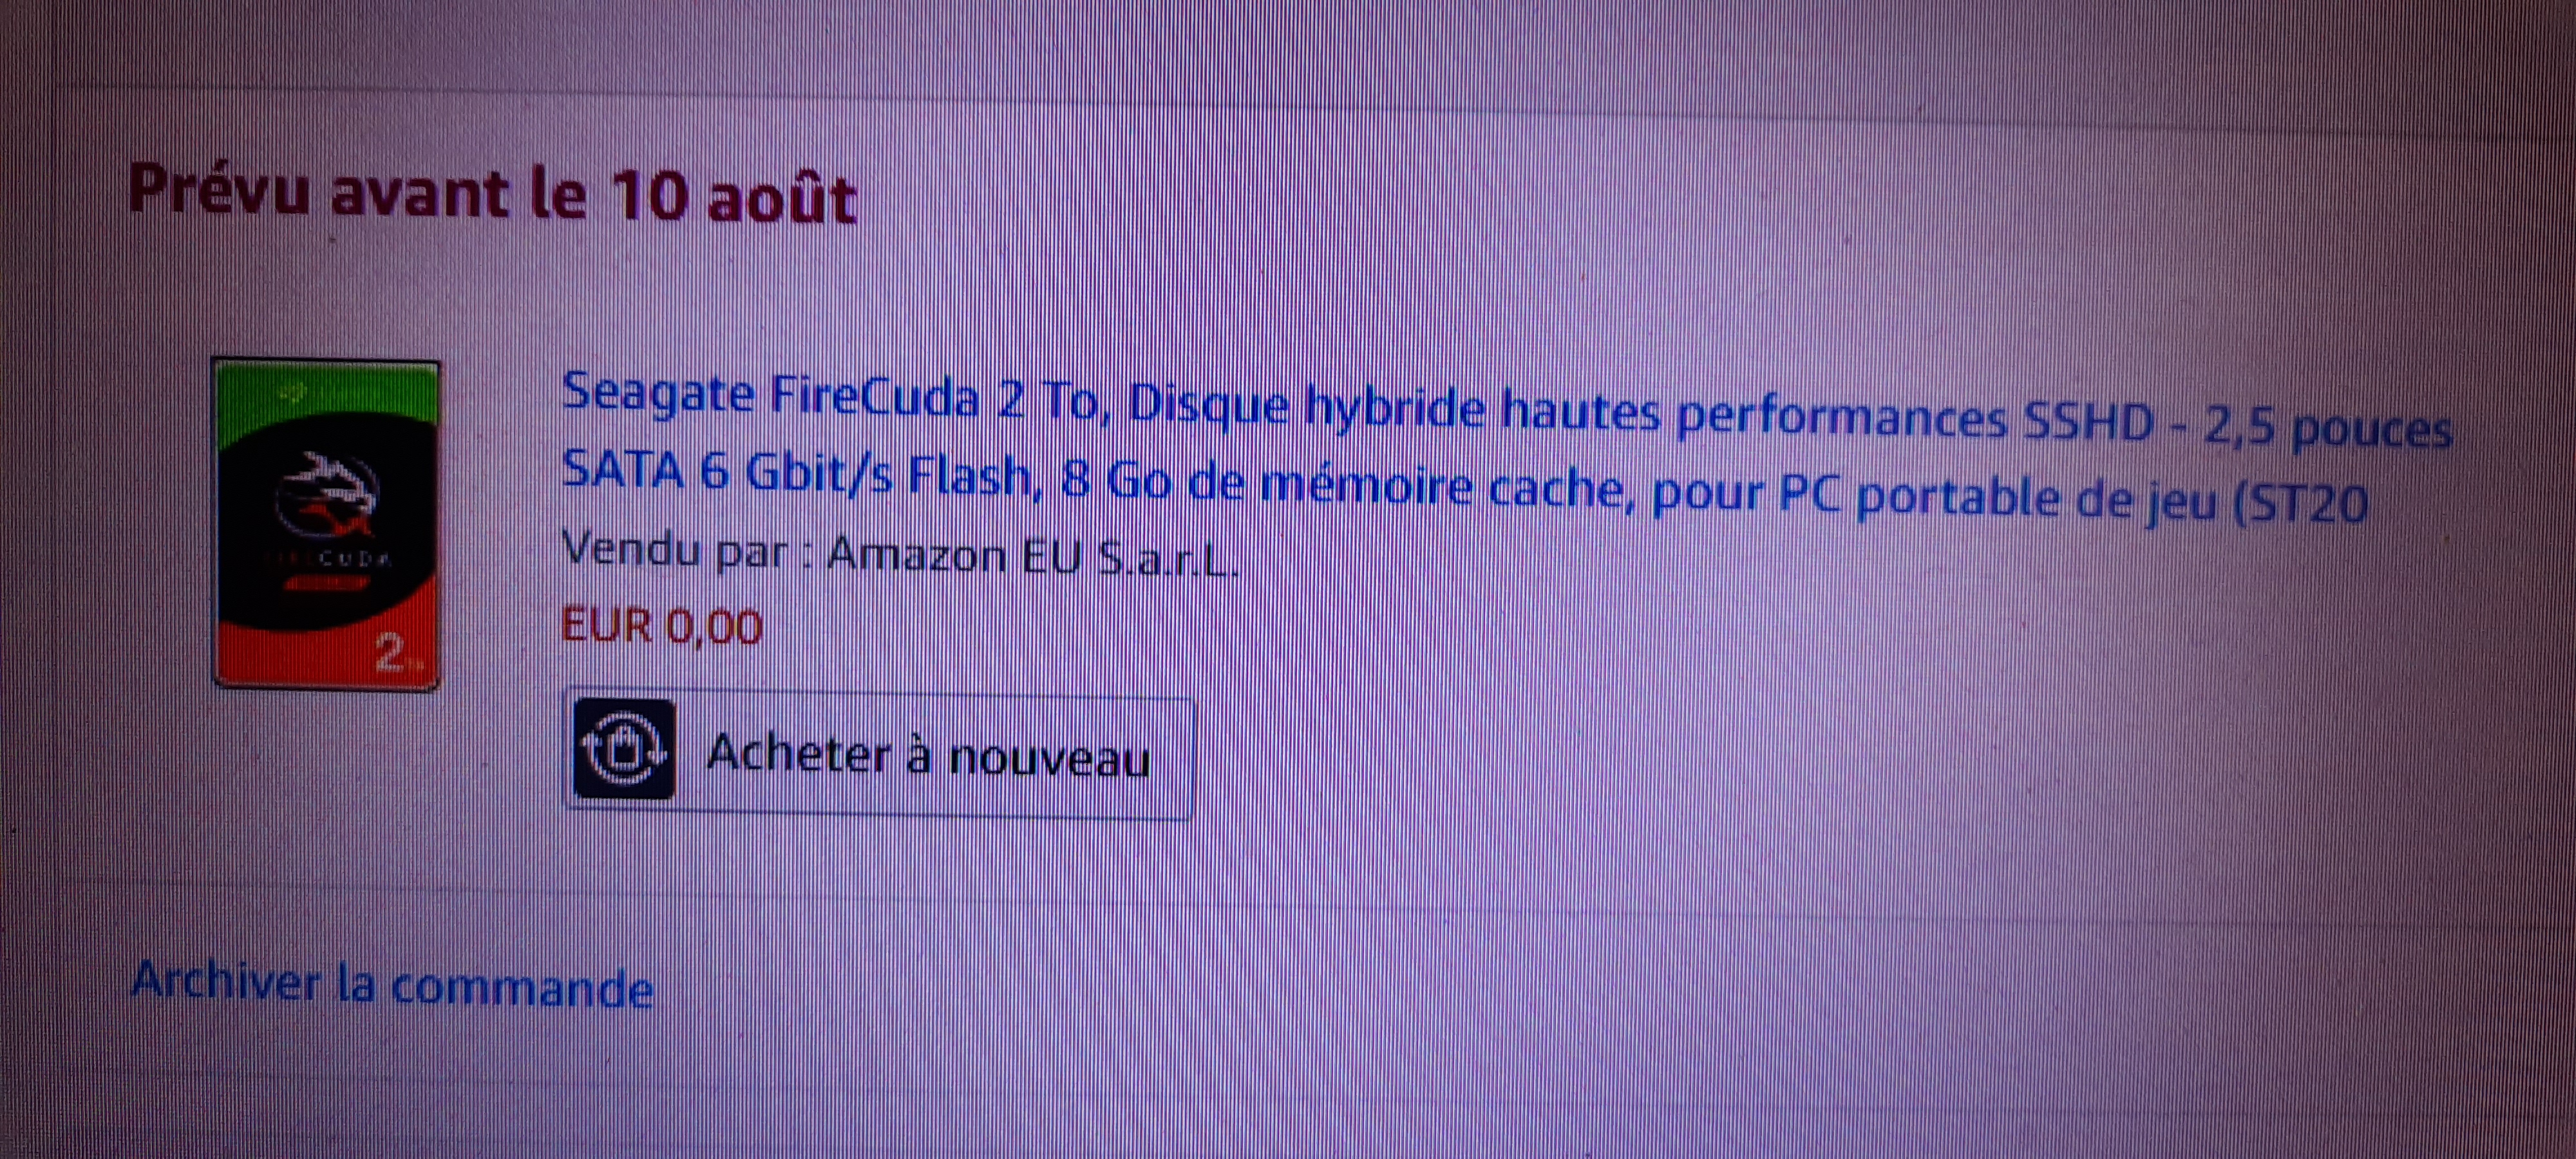 Prévu avant le 10 août
Seagate FireCuda 2 To, Disque hybride hautes performances SSHD - 2,5 pouces
SATA 6 Gbit/s Flash, 8 Go de mémoire cache, pour PC portable de jeu (ST20
Vendu par : Amazon EU S.a.r.L.
EUR 0,00
CUDA
2
Acheter à nouveau
Archiver la commande